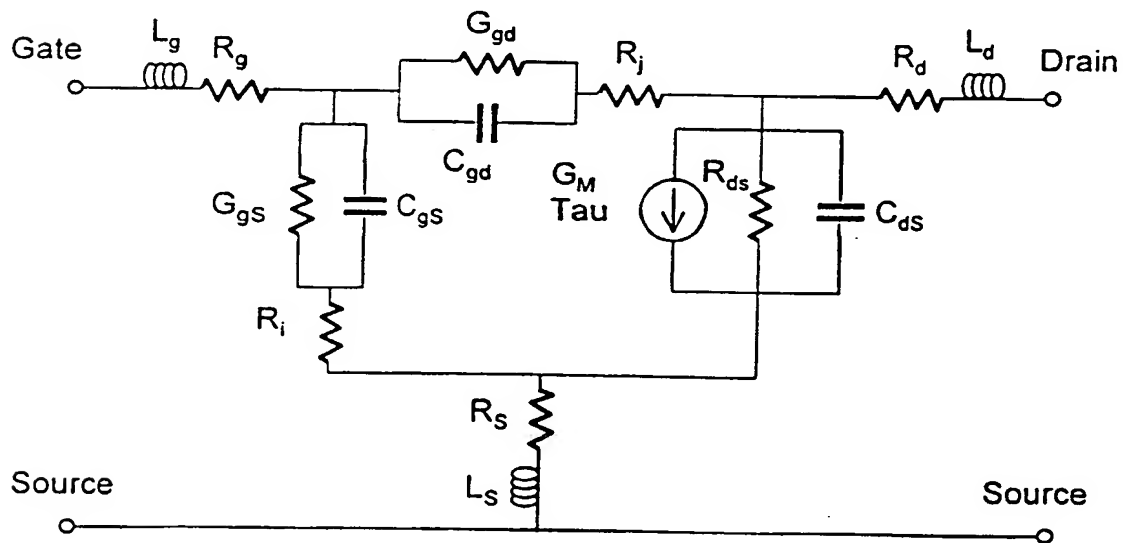 Gate
L_g
R_g
G_gd
C_gd
R_j
R_d
L_d
Drain
G_gS
C_gS
G_M
Tau
R_ds
C_dS
R_i
R_S
L_S
Source
Source